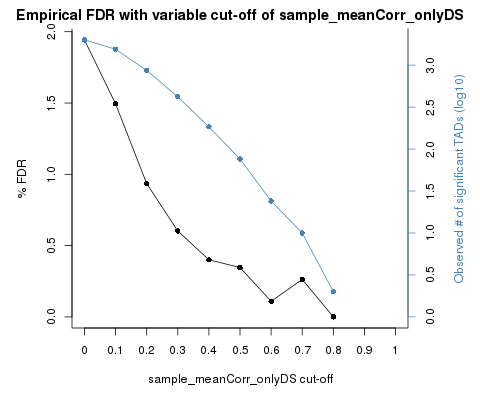 Empirical FDR with variable cut-off of sample_meanCorr_onlyDS
% FDR
0.0 0.5 1.0 1.5 2.0
0 0.1 0.2 0.3 0.4 0.5 0.6 0.7 0.8 0.9 1
sample_meanCorr_onlyDS cut-off
0.0 0.5 1.0 1.5 2.0 2.5 3.0
Observed # of significant TADs (log10)